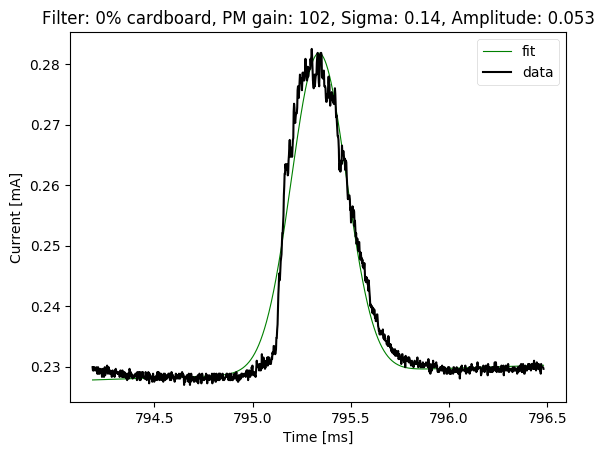 Filter: 0% cardboard, PM gain: 102, Sigma: 0.14, Amplitude: 0.053
fit
data
0.28
0.27
0.26
0.25
0.24
0.23
Current [mA]
794.5 795.0 795.5 796.0 796.5
Time [ms]